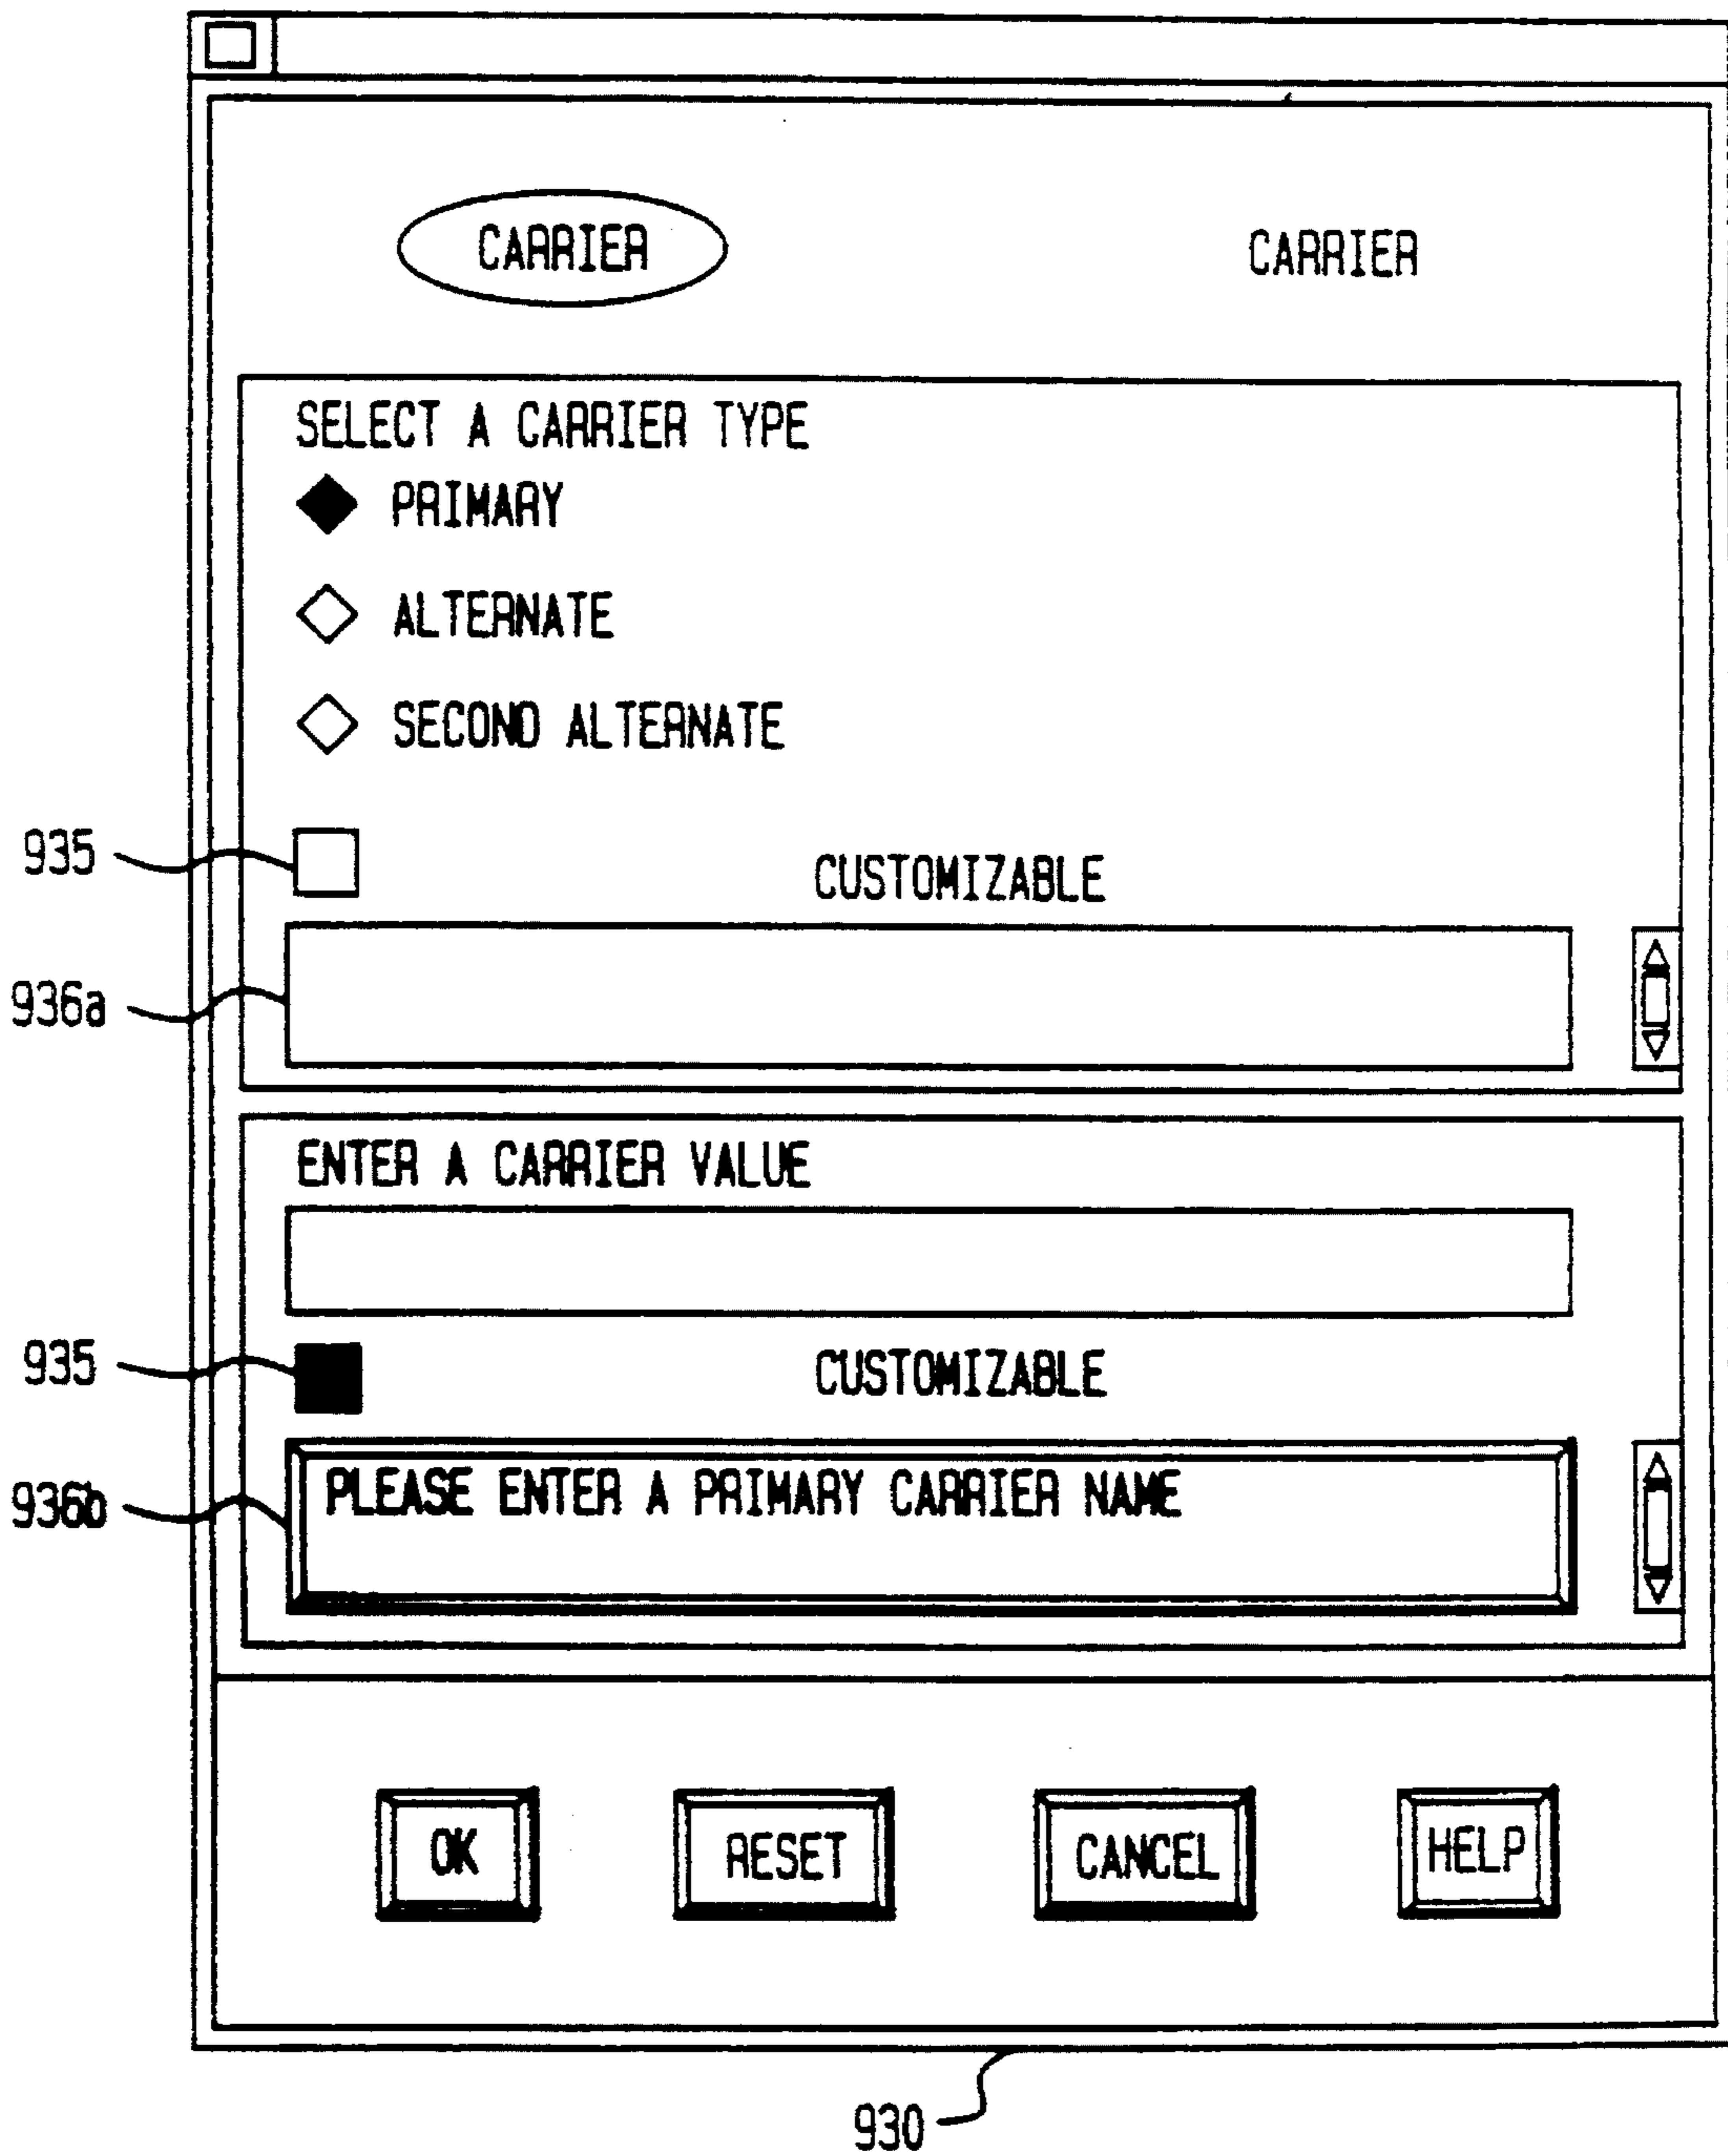 CARRIER CARRIER
SELECT A CARRIER TYPE
PRIMARY
ALTERNATE
SECOND ALTERNATE
935
CUSTOMIZABLE
936a
ENTER A CARRIER VALUE
935
CUSTOMIZABLE
936b
PLEASE ENTER A PRIMARY CARRIER NAME
OK RESET CANCEL HELP
930